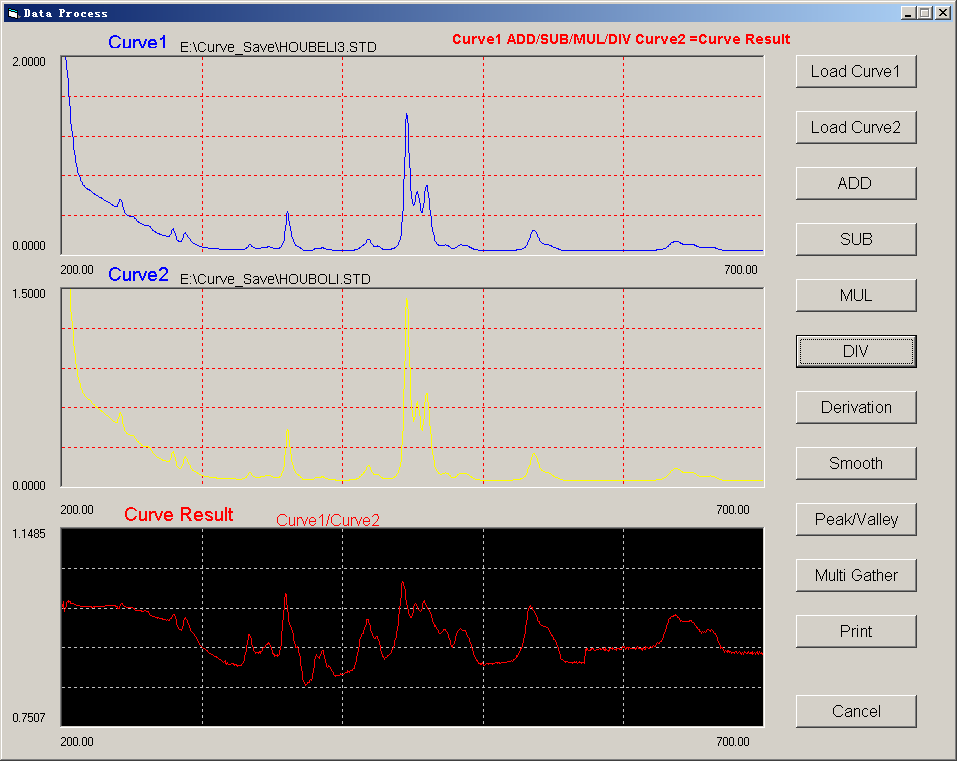 Data Process
Curve1 E:\Curve_Save\HOUBELI3.STD Curve1 ADD/SUB/MUL/DIV Curve2 =Curve Result
2.0000
0.0000
200.00 700.00
Curve2 E:\Curve_Save\HOUBOLI.STD
1.5000
0.0000
200.00 700.00
Curve Result Curve1/Curve2
1.1485
0.7507
200.00 700.00
Load Curve1
Load Curve2
ADD
SUB
MUL
DIV
Derivation
Smooth
Peak/Valley
Multi Gather
Print
Cancel